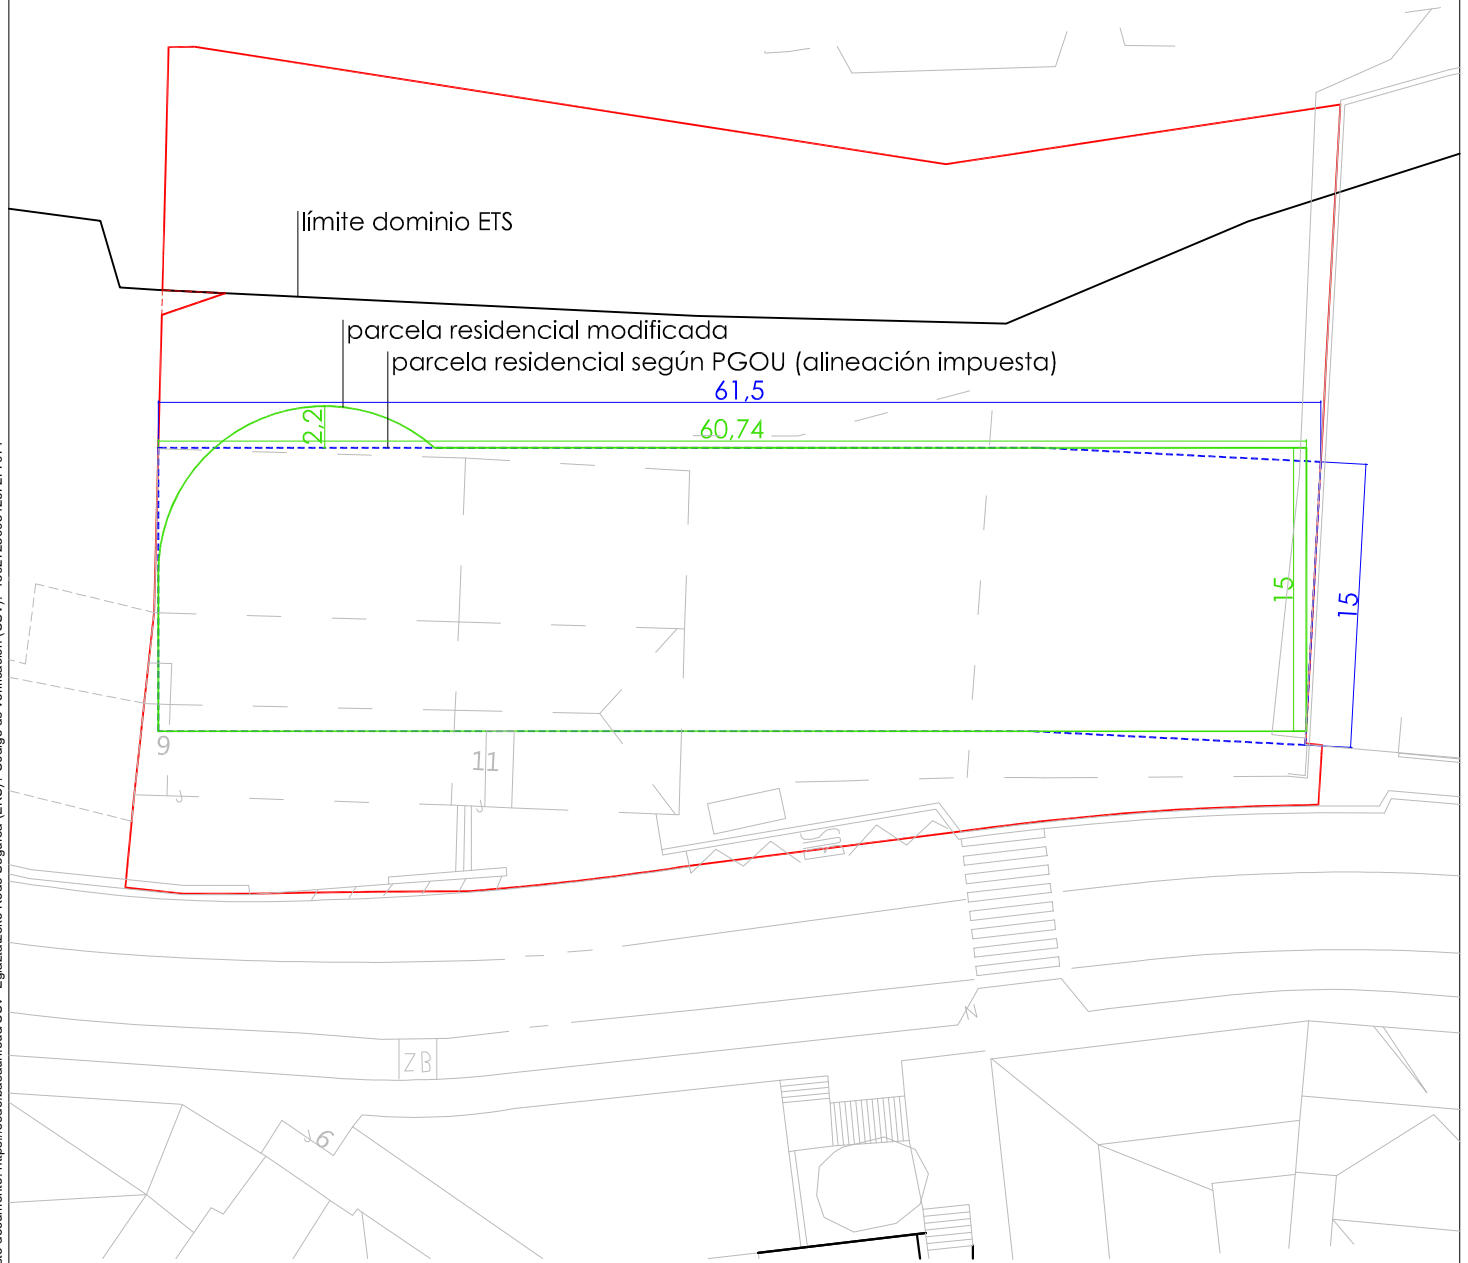 límite dominio ETS
parcela residencial modificada
parcela residencial según PGOU (alineación impuesta)
61,5
2,2
60,74
15
15
9
11
ZB
6